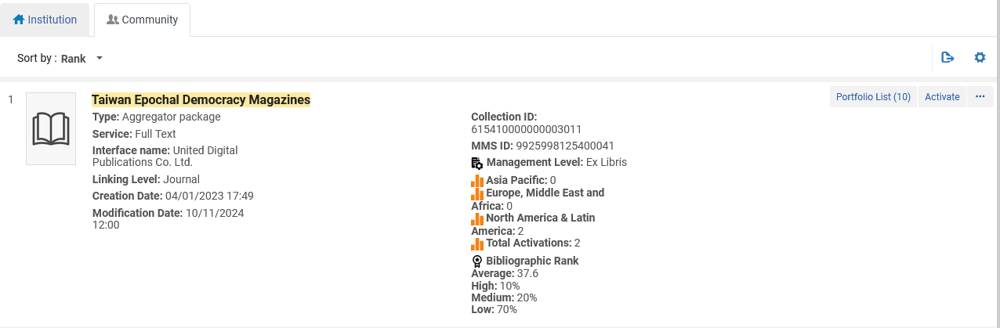 Institution
Community
Sort by : Rank
1
Taiwan Epochal Democracy Magazines
Portfolio List (10)
Activate
Type: Aggregator package
Service: Full Text
Interface name: United Digital
Publications Co. Ltd.
Linking Level: Journal
Creation Date: 04/01/2023 17:49
Modification Date: 10/11/2024
12:00
Collection ID:
615410000000003011
MMS ID: 9925998125400041
Management Level: Ex Libris
Asia Pacific: 0
Europe, Middle East and
Africa: 0
North America & Latin
America: 2
Total Activations: 2
Bibliographic Rank
Average: 37.6
High: 10%
Medium: 20%
Low: 70%